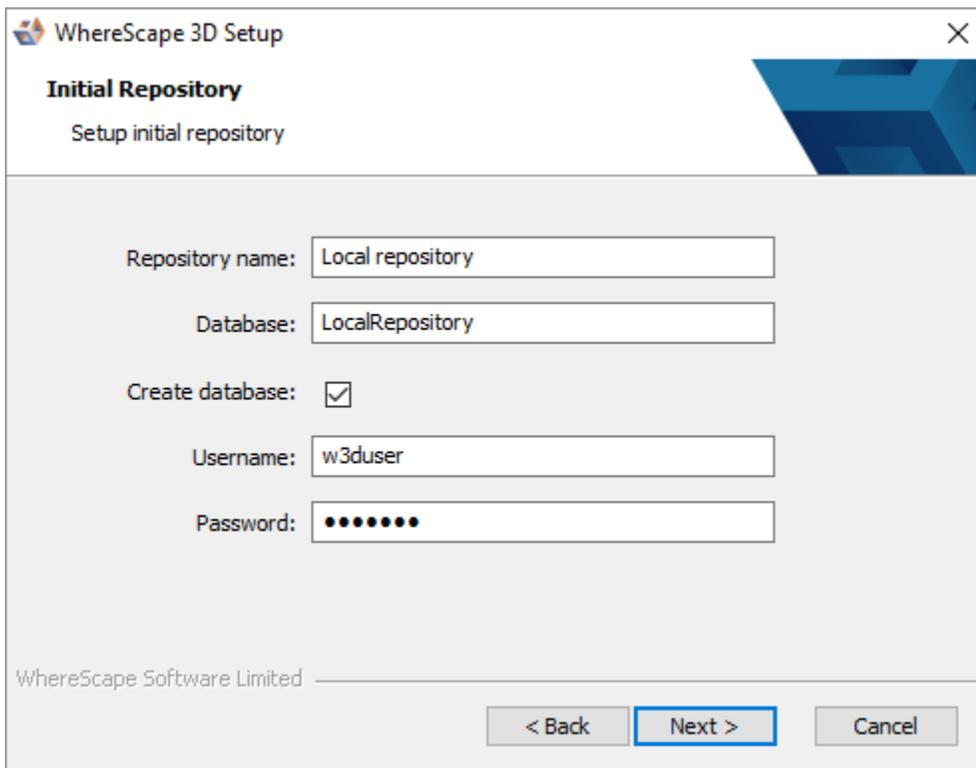 WhereScape 3D Setup
Initial Repository
Setup initial repository
Repository name: Local repository
Database: LocalRepository
Create database:
Username: w3duser
Password: •••••••
WhereScape Software Limited
< Back Next > Cancel